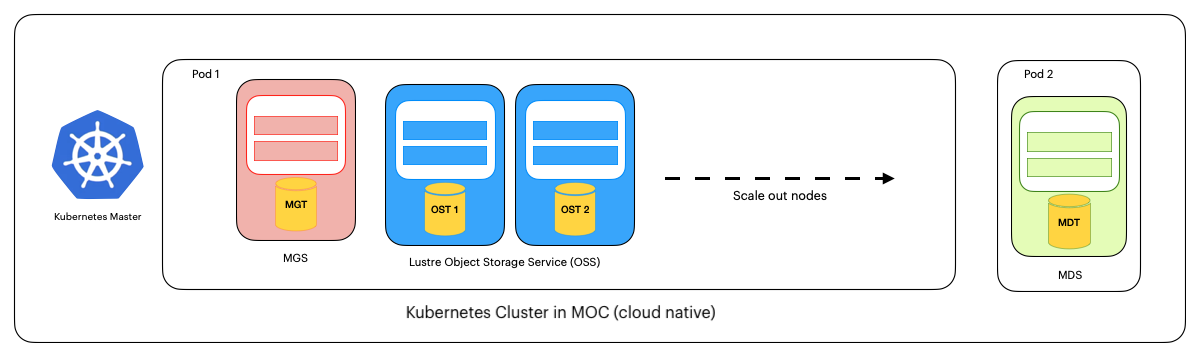 Pod 1
Pod 2
MGT
OST 1
OST 2
MDT
Scale out nodes
Kubernetes Master
MGS
Lustre Object Storage Service (OSS)
MDS
Kubernetes Cluster in MOC (cloud native)